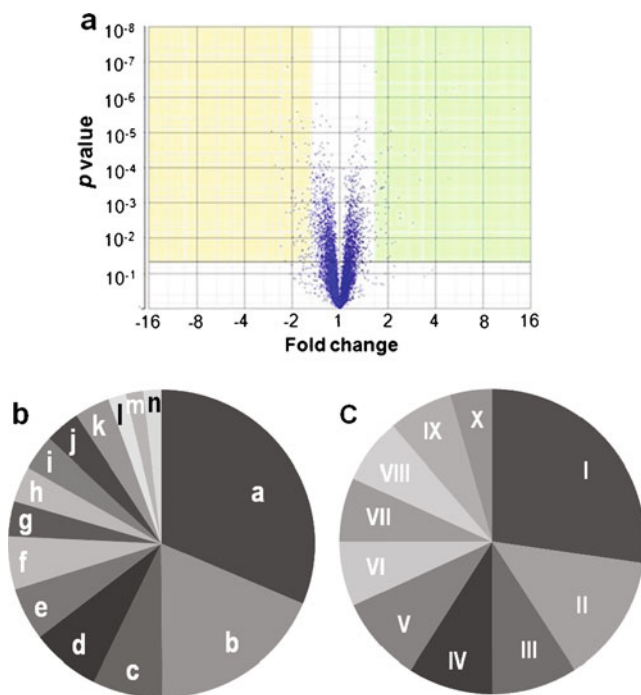 a
10⁻⁸
10⁻⁷
10⁻⁶
10⁻⁵
10⁻⁴
10⁻³
10⁻²
10⁻¹
p value
-16 -8 -4 -2 1 2 4 8 16
Fold change
b
a
b
c
d
e
f
g
h
i
j
k
l
m
n
C
I
II
III
IV
V
VI
VII
VIII
IX
X